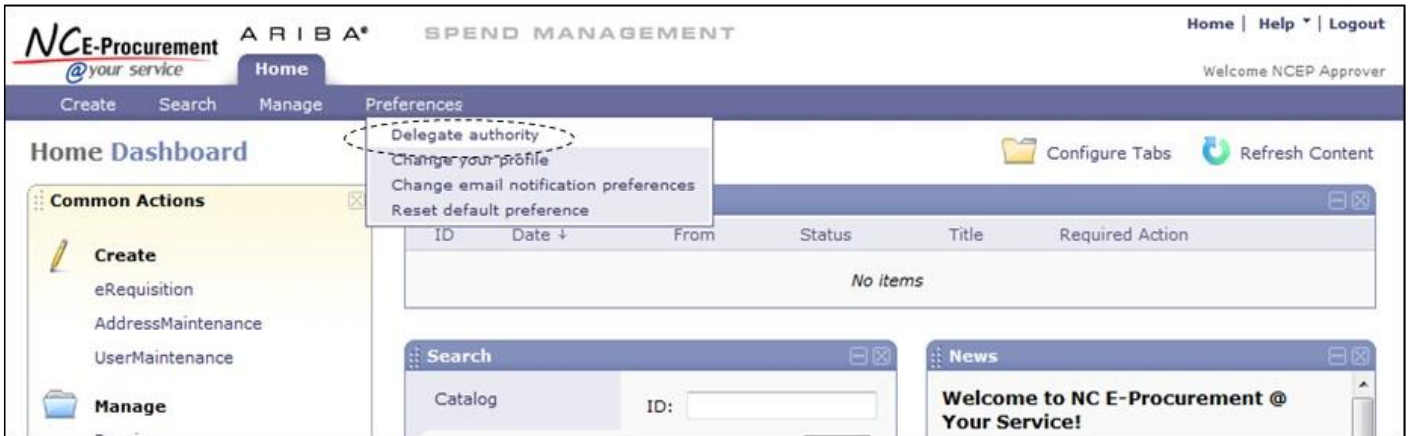 NCE-Procurement
@your service
ARIBA®
SPEND MANAGEMENT
Home | Help | Logout
Home
Welcome NCEP Approver
Create Search Manage Preferences
Delegate authority
Change your profile
Change email notification preferences
Reset default preference
Home Dashboard
Configure Tabs
Refresh Content
Common Actions
ID Date ↓ From Status Title Required Action
No items
Create
eRequisition
AddressMaintenance
UserMaintenance
Manage
Search
Catalog
ID:
News
Welcome to NC E-Procurement @
Your Service!